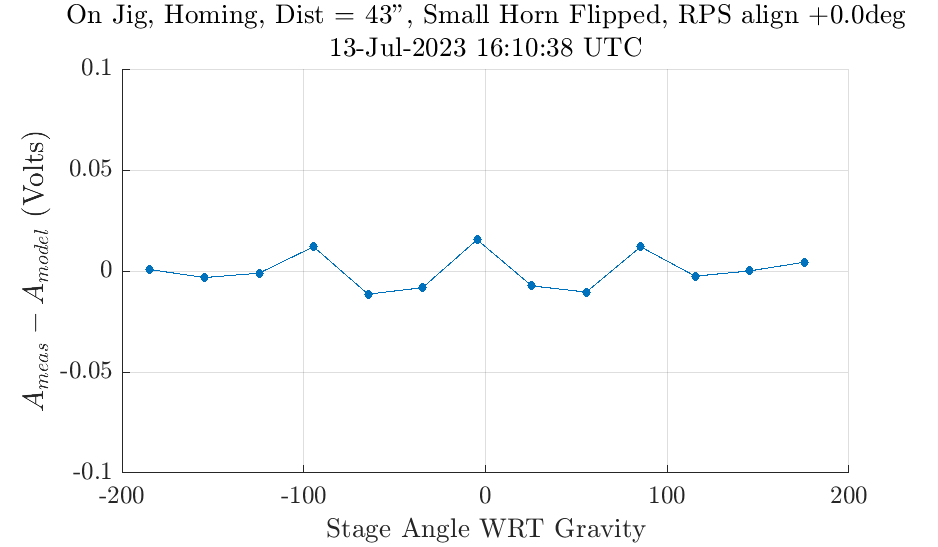 On Jig, Homing, Dist = 43", Small Horn Flipped, RPS align +0.0deg
13-Jul-2023 16:10:38 UTC
0.1
0.05
0
-0.05
-0.1
A_meas − A_model (Volts)
-200 -100 0 100 200
Stage Angle WRT Gravity